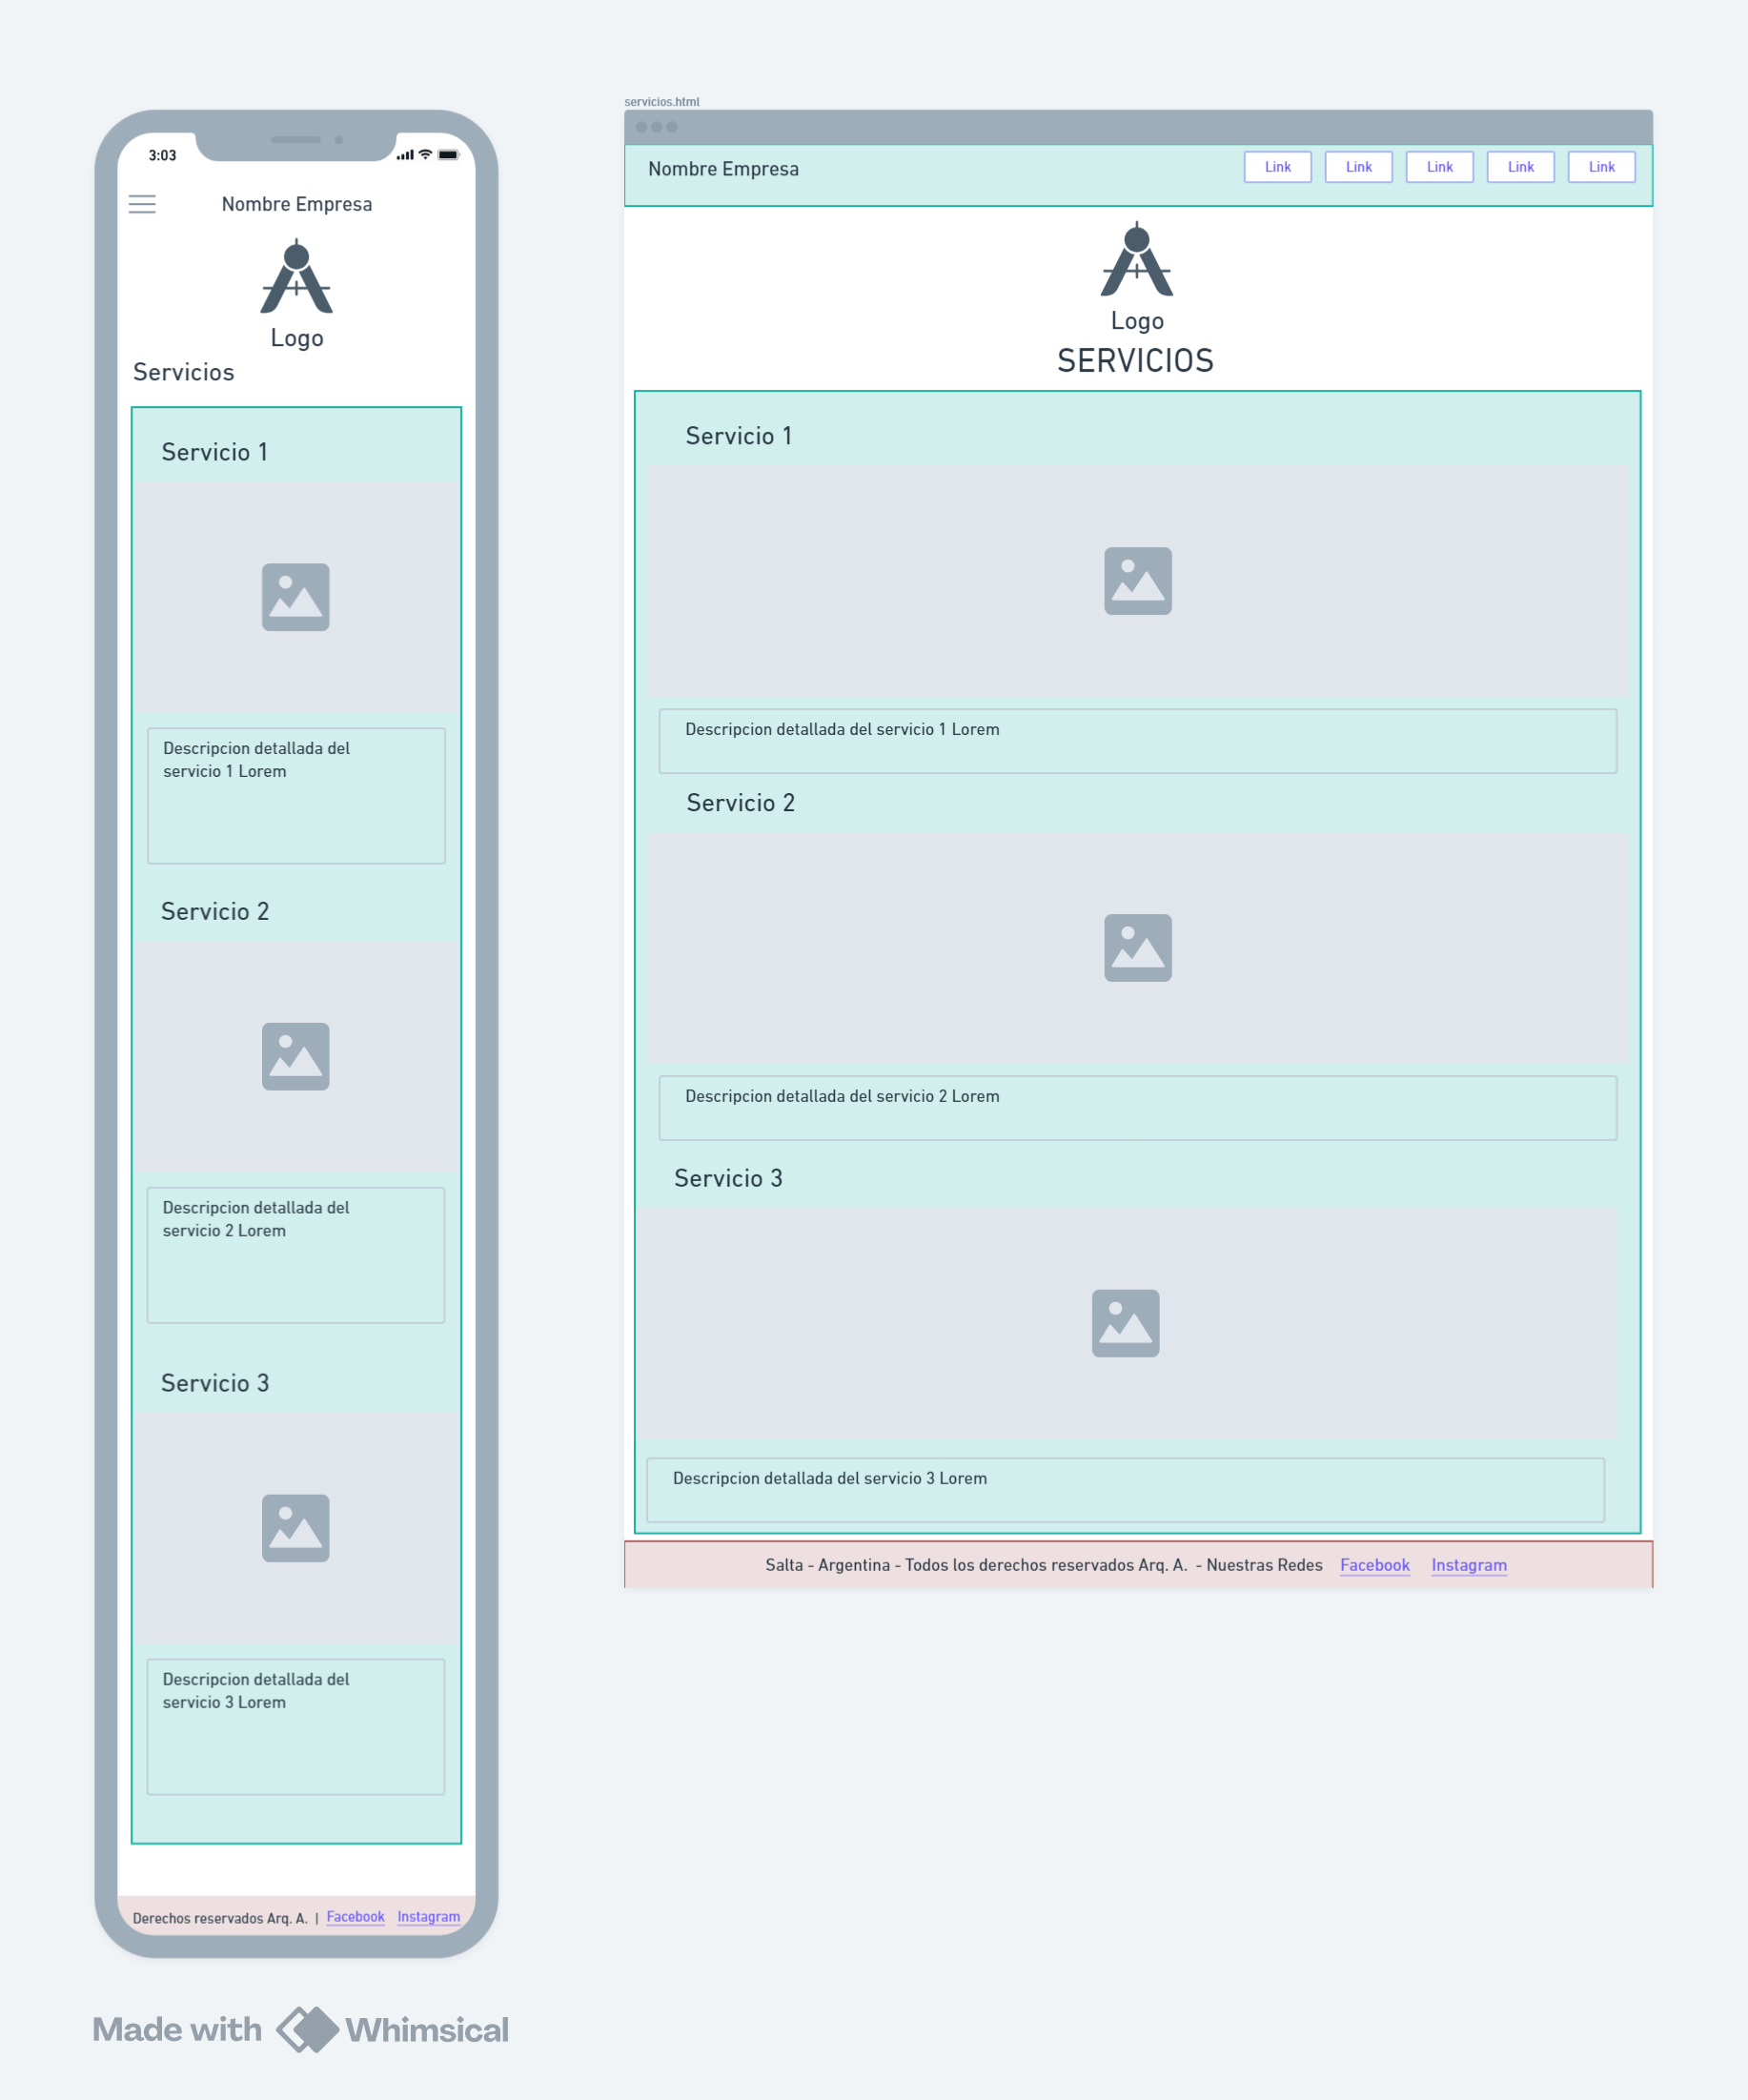 3:03
Nombre Empresa
Logo
Servicios
Servicio 1
Descripcion detallada del
servicio 1 Lorem
Servicio 2
Descripcion detallada del
servicio 2 Lorem
Servicio 3
Descripcion detallada del
servicio 3 Lorem
Derechos reservados Arq. A. | Facebook Instagram
servicios.html
Nombre Empresa Link Link Link Link Link
Logo
SERVICIOS
Servicio 1
Descripcion detallada del servicio 1 Lorem
Servicio 2
Descripcion detallada del servicio 2 Lorem
Servicio 3
Descripcion detallada del servicio 3 Lorem
Salta - Argentina - Todos los derechos reservados Arq. A. - Nuestras Redes Facebook Instagram
Made with Whimsical